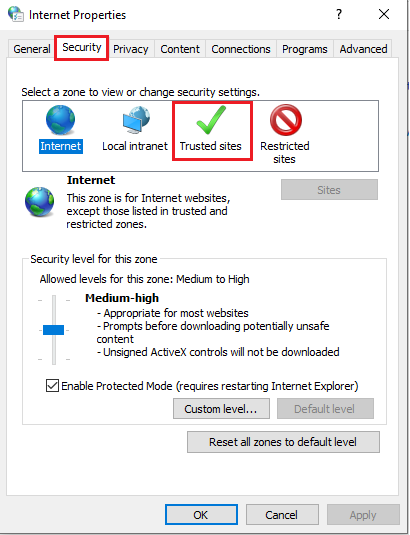 Internet Properties
? ×
General Security Privacy Content Connections Programs Advanced
Select a zone to view or change security settings.
Internet Local intranet Trusted sites Restricted
sites
Internet
This zone is for Internet websites,
except those listed in trusted and
restricted zones.
Sites
Security level for this zone
Allowed levels for this zone: Medium to High
Medium-high
- Appropriate for most websites
- Prompts before downloading potentially unsafe
content
- Unsigned ActiveX controls will not be downloaded
Enable Protected Mode (requires restarting Internet Explorer)
Custom level... Default level
Reset all zones to default level
OK Cancel Apply